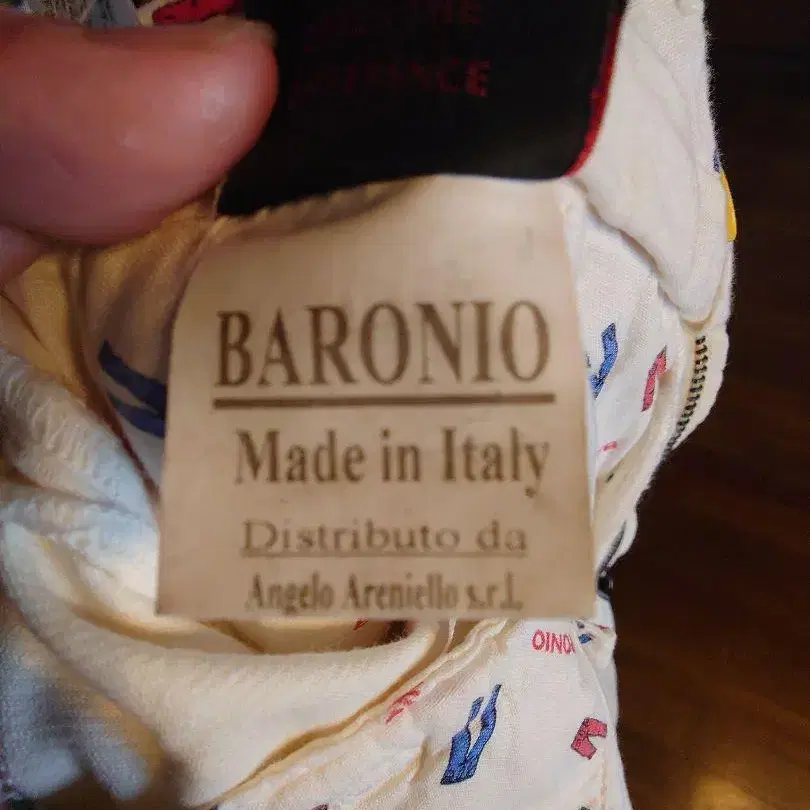 BARONIO
Made in Italy
Distributo da
Angelo Areniello s.r.l.